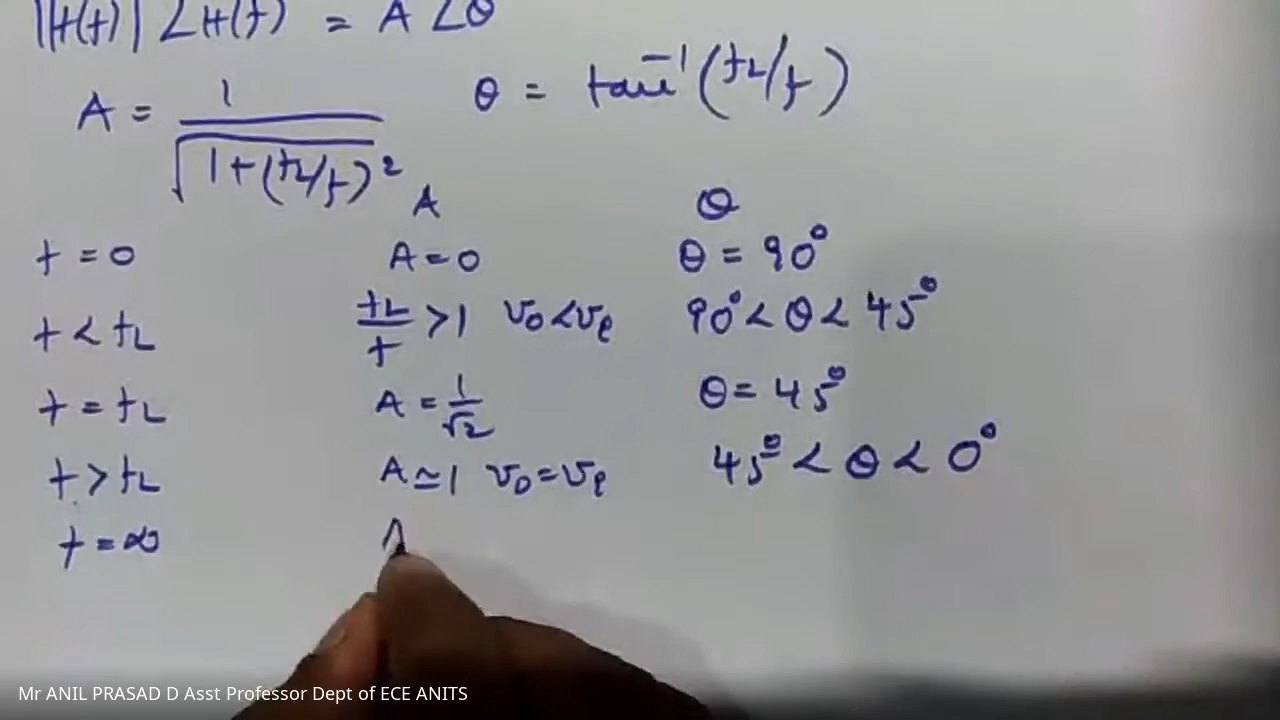 |H(f)| ∠H(f) = A ∠θ
A = 1/√(1+(fL/f)²) θ = tan⁻¹(fL/f)
A θ
f = 0 A = 0 θ = 90°
f < fL fL/f > 1 vo < vi 90° < θ < 45°
f = fL A = 1/√2 θ = 45°
f > fL A ≃ 1 vo = vi 45° < θ < 0°
f = ∞ A
Mr ANIL PRASAD D Asst Professor Dept of ECE ANITS